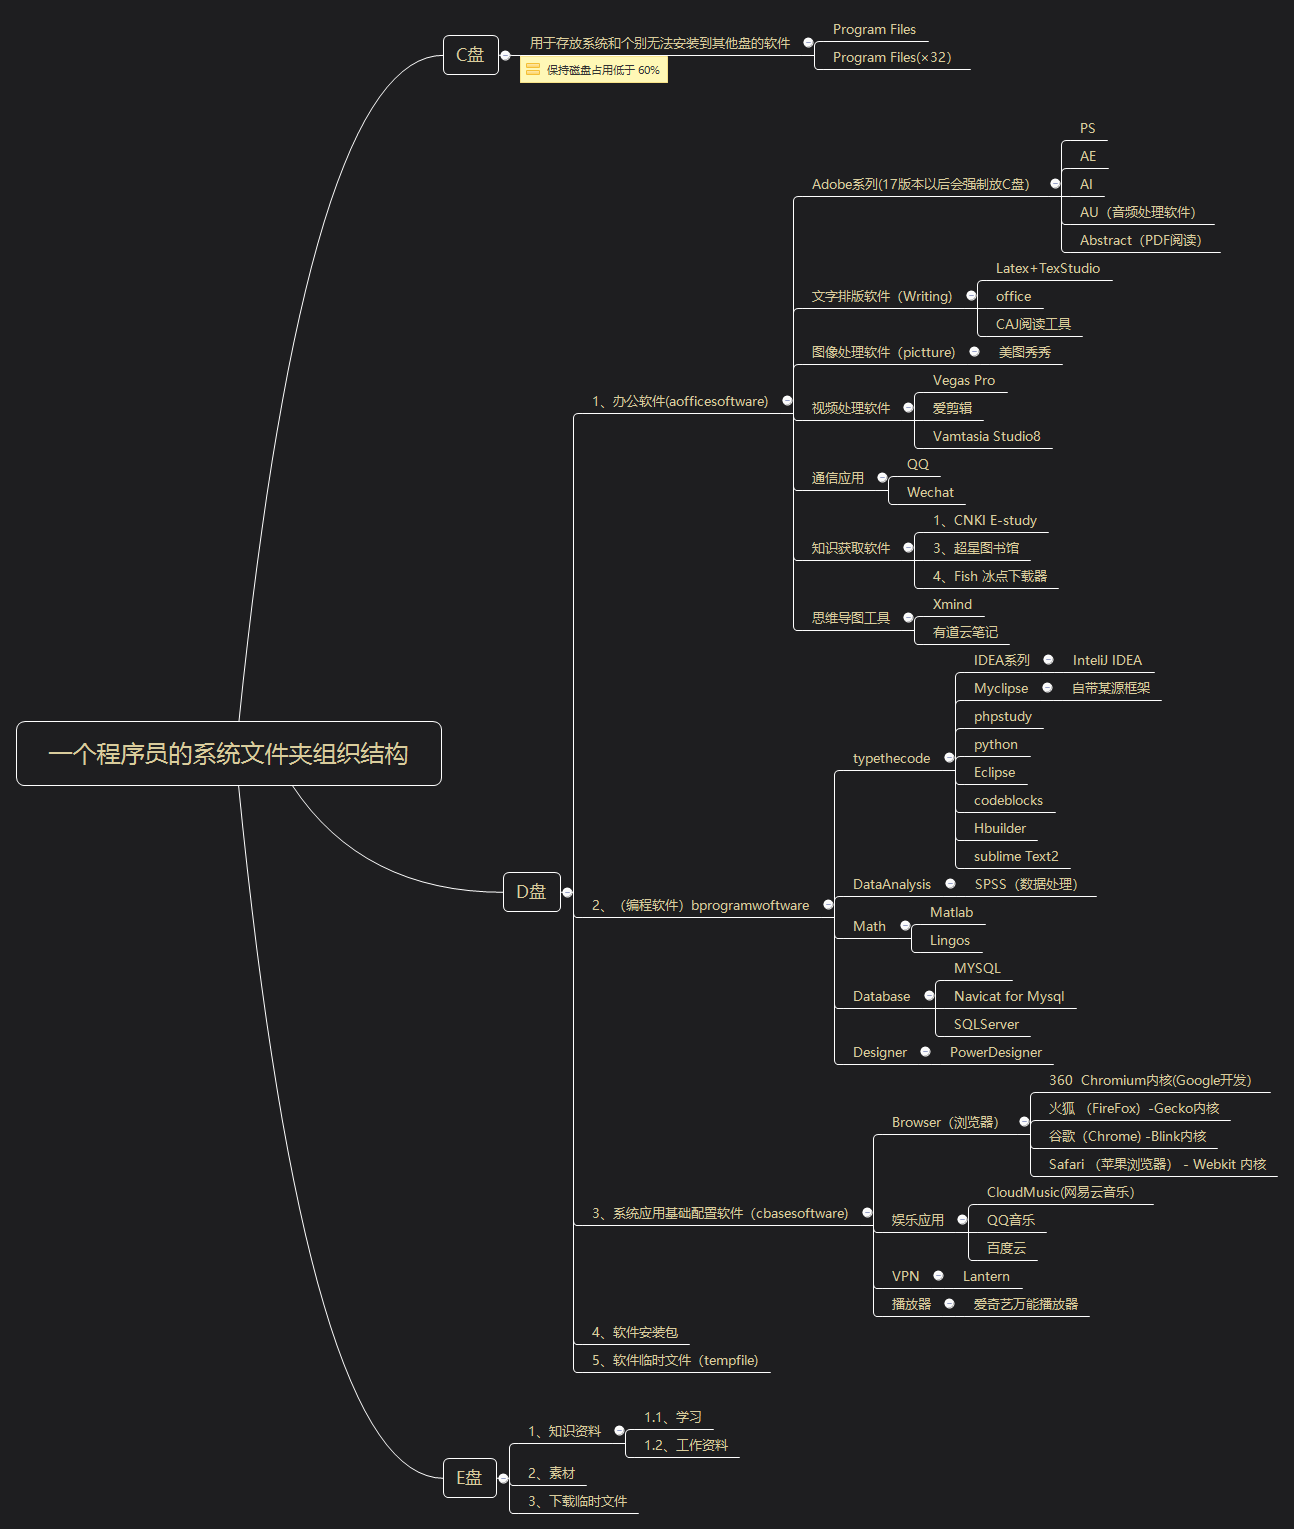 一个程序员的系统文件夹组织结构
C盘
用于存放系统和个别无法安装到其他盘的软件
保持磁盘占用低于 60%
Program Files
Program Files(×32)
D盘
1、办公软件(aofficesoftware)
Adobe系列(17版本以后会强制放C盘)
PS
AE
AI
AU（音频处理软件）
Abstract（PDF阅读）
文字排版软件（Writing)
Latex+TexStudio
office
CAJ阅读工具
图像处理软件（pictture)
美图秀秀
视频处理软件
Vegas Pro
爱剪辑
Vamtasia Studio8
通信应用
QQ
Wechat
知识获取软件
1、CNKI E-study
3、超星图书馆
4、Fish 冰点下载器
思维导图工具
Xmind
有道云笔记
2、（编程软件）bprogramwoftware
typethecode
IDEA系列
InteliJ IDEA
Myclipse
自带某源框架
phpstudy
python
Eclipse
codeblocks
Hbuilder
sublime Text2
DataAnalysis
SPSS（数据处理）
Math
Matlab
Lingos
Database
MYSQL
Navicat for Mysql
SQLServer
Designer
PowerDesigner
3、系统应用基础配置软件（cbasesoftware)
Browser（浏览器）
360  Chromium内核(Google开发)
火狐 （FireFox）-Gecko内核
谷歌（Chrome) -Blink内核
Safari （苹果浏览器） - Webkit 内核
娱乐应用
CloudMusic(网易云音乐)
QQ音乐
百度云
VPN
Lantern
播放器
爱奇艺万能播放器
4、软件安装包
5、软件临时文件（tempfile)
E盘
1、知识资料
1.1、学习
1.2、工作资料
2、素材
3、下载临时文件